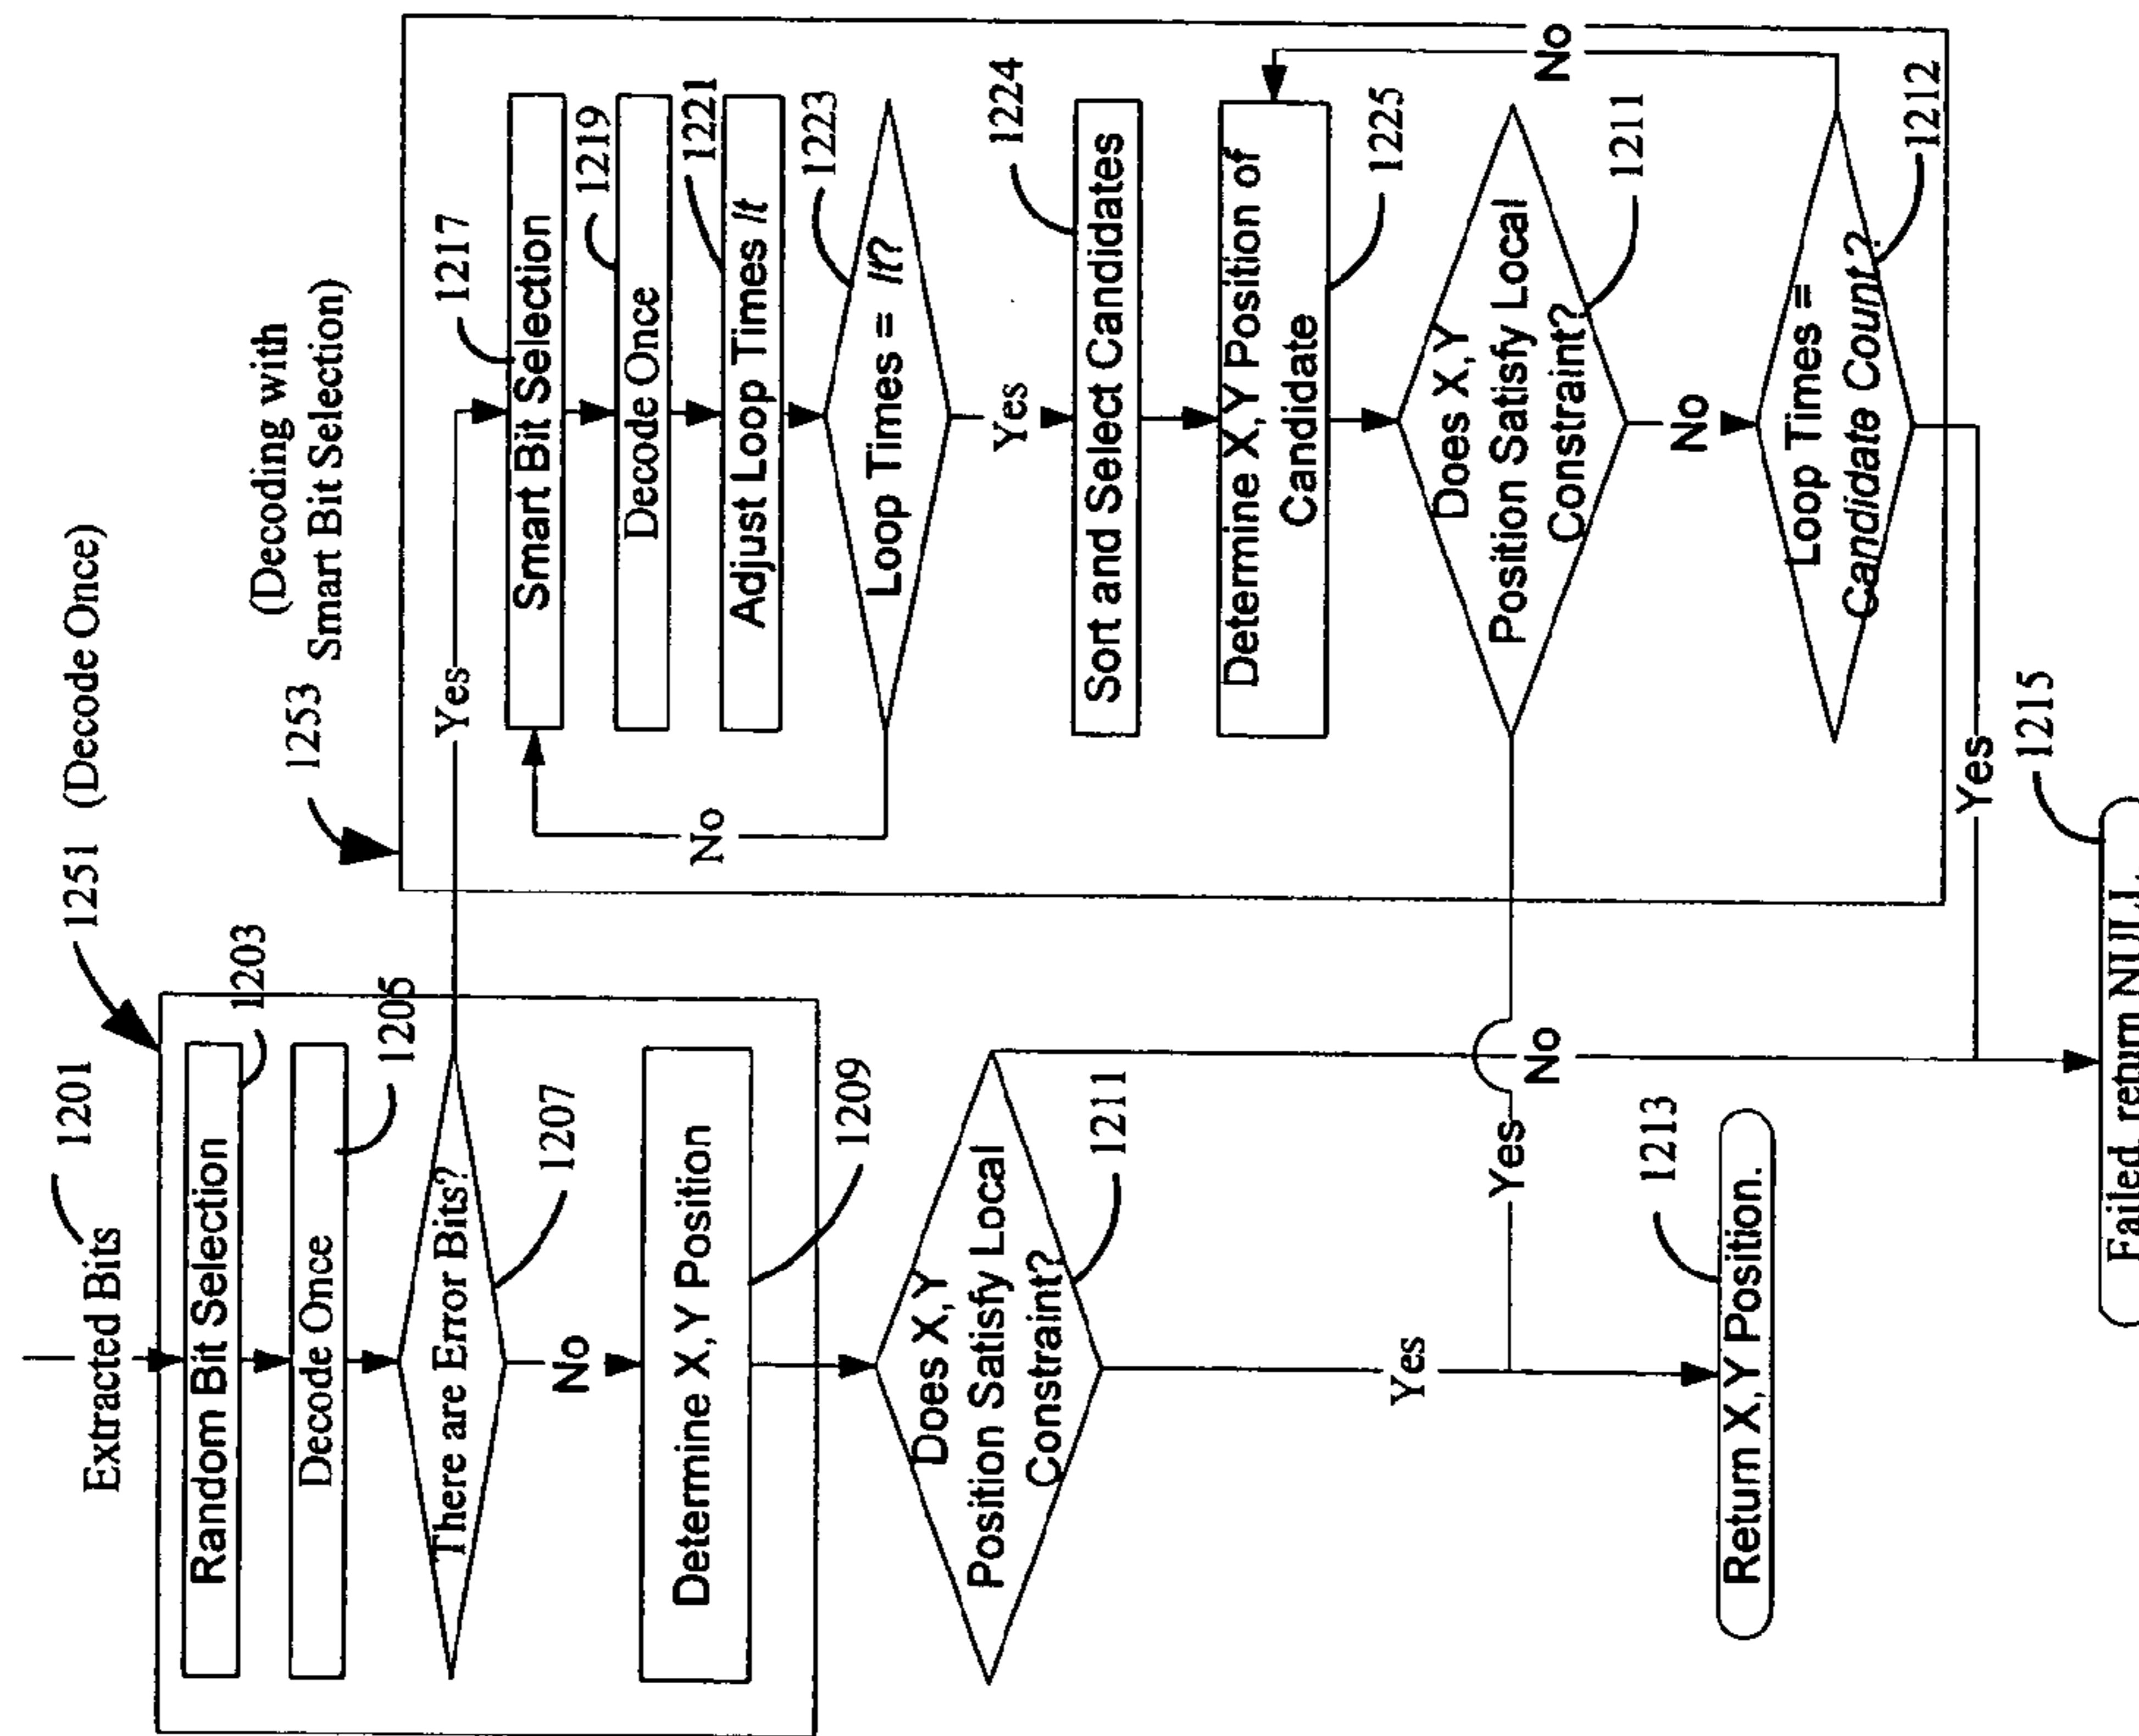 Extracted Bits
1201
1251 (Decode Once)
Random Bit Selection
1203
Decode Once
1205
There are Error Bits?
1207
No
Determine X,Y Position
1209
Does X,Y
Position Satisfy Local
Constraint?
1211
Yes
Return X,Y Position.
1213
Yes
No
1253
(Decoding with
Smart Bit Selection)
Yes
1217
Smart Bit Selection
1219
Decode Once
1221
Adjust Loop Times lt
1223
Loop Times = lt?
No
Yes
1224
Sort and Select Candidates
Determine X,Y Position of
Candidate
1225
Does X,Y
Position Satisfy Local
Constraint?
1211
No
Loop Times =
Candidate Count?
1212
No
Yes
1215
Failed, return NULL.